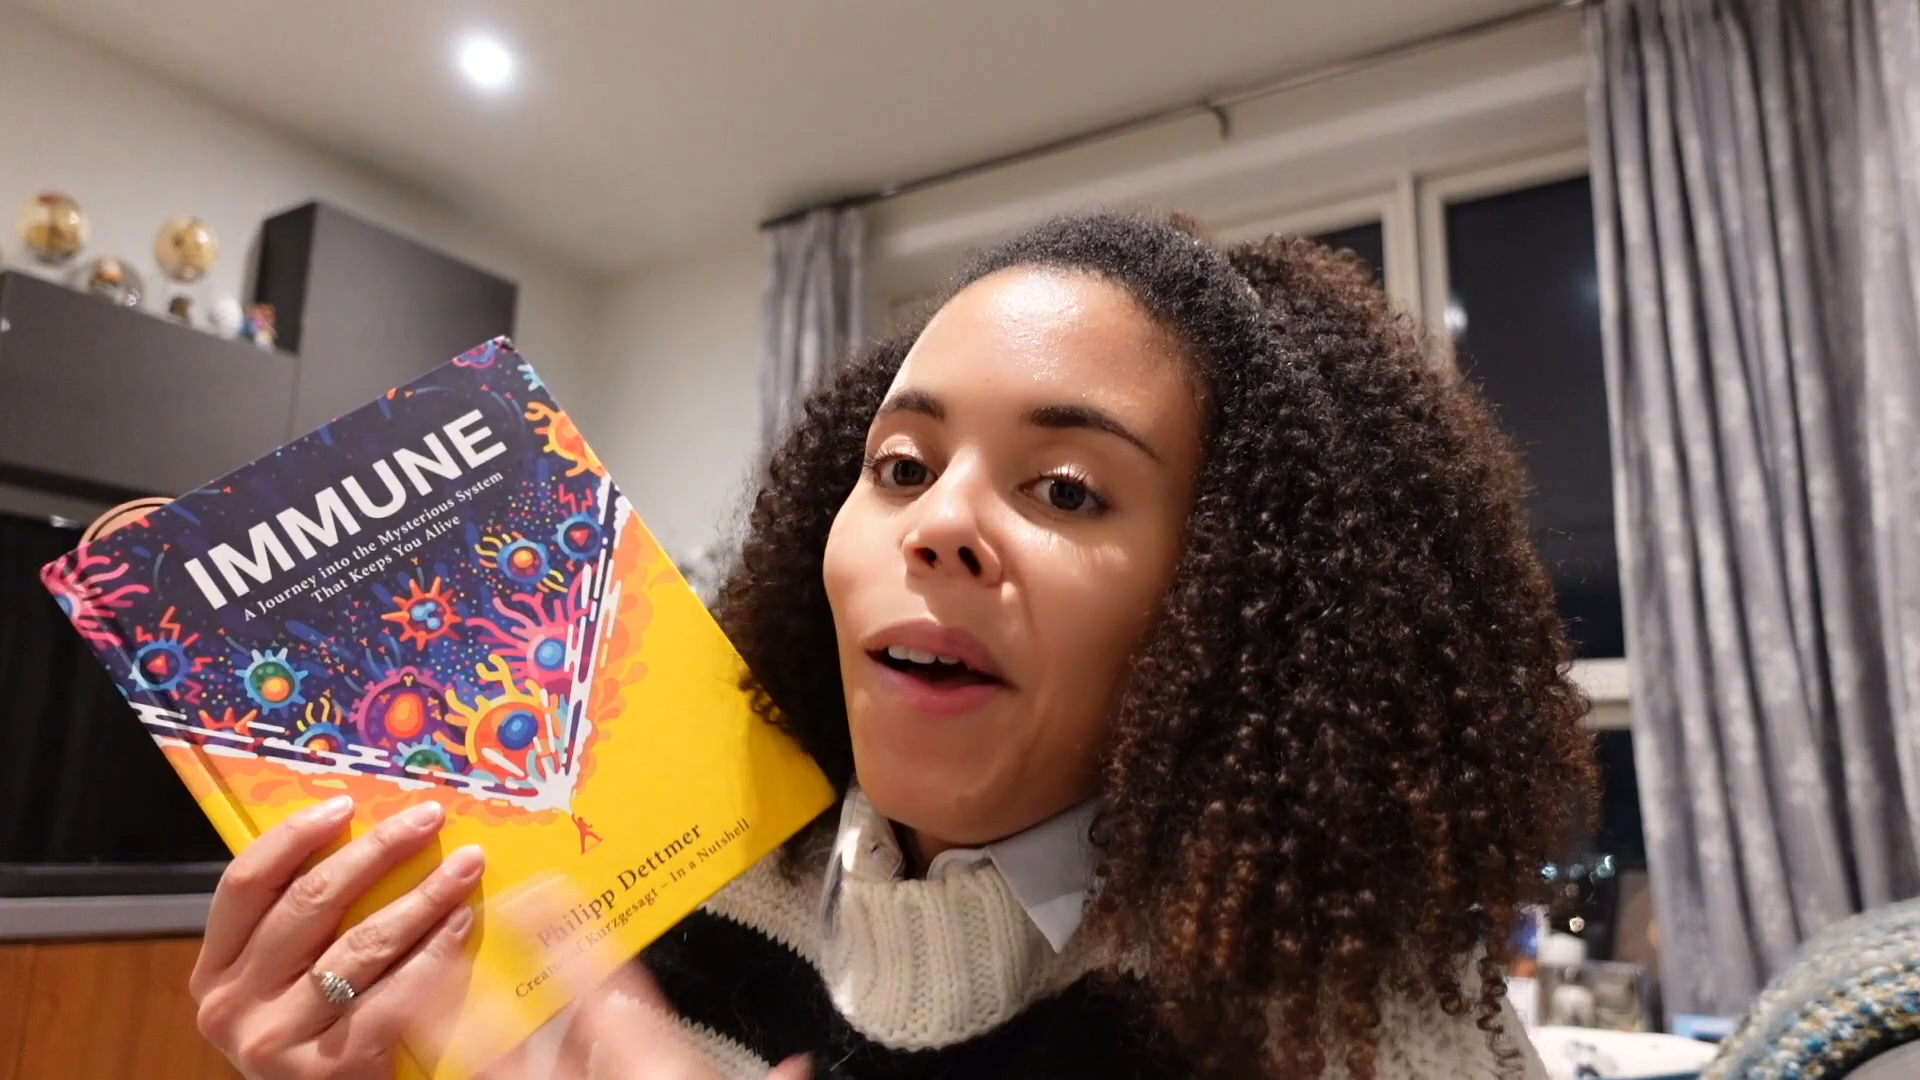 IMMUNE
A Journey into the Mysterious System
That Keeps You Alive
Philipp Dettmer
Creator of Kurzgesagt – In a Nutshell